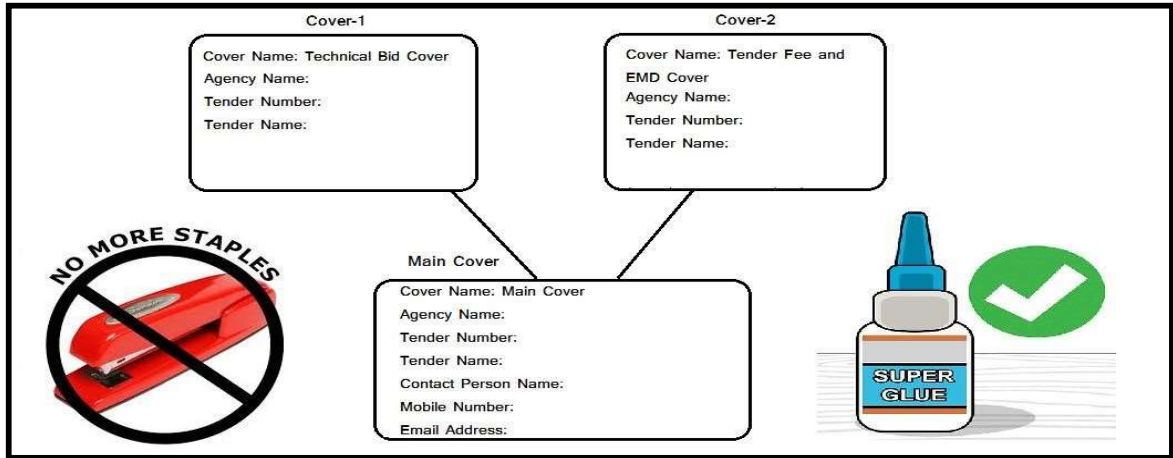 Cover-1
Cover Name: Technical Bid Cover
Agency Name:
Tender Number:
Tender Name:
Cover-2
Cover Name: Tender Fee and
EMD Cover
Agency Name:
Tender Number:
Tender Name:
NO MORE STAPLES
Main Cover
Cover Name: Main Cover
Agency Name:
Tender Number:
Tender Name:
Contact Person Name:
Mobile Number:
Email Address:
SUPER
GLUE